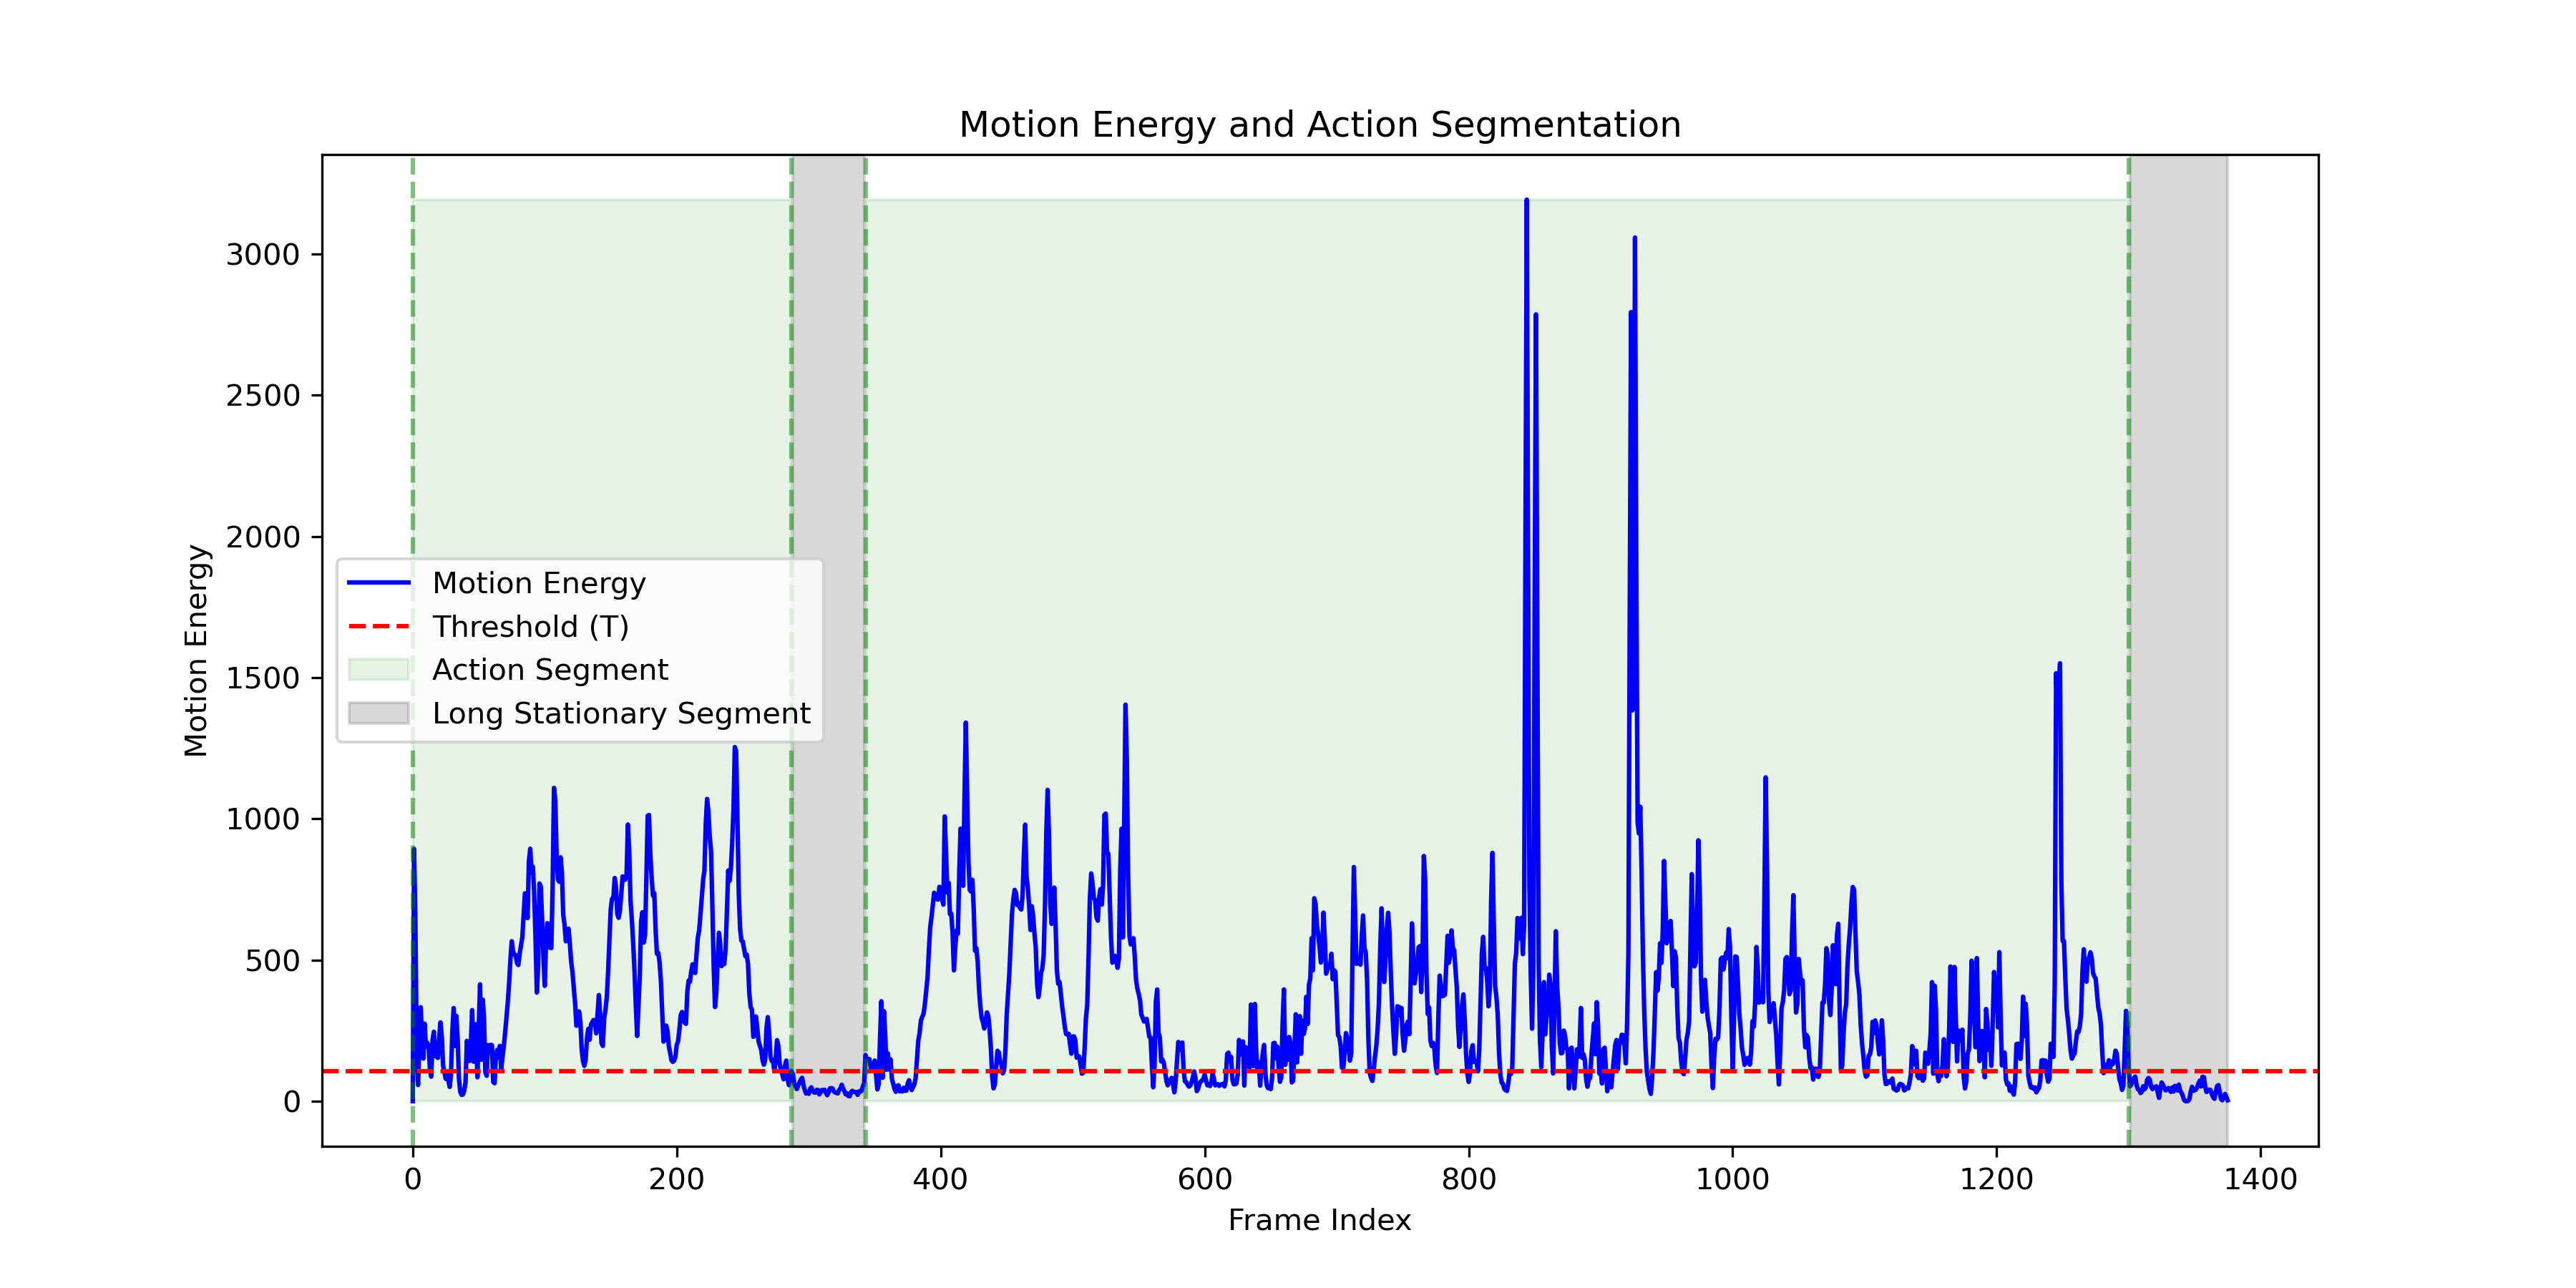 Motion Energy and Action Segmentation
3000
2500
2000
1500
1000
500
0
Motion Energy
Motion Energy
Threshold (T)
Action Segment
Long Stationary Segment
0 200 400 600 800 1000 1200 1400
Frame Index